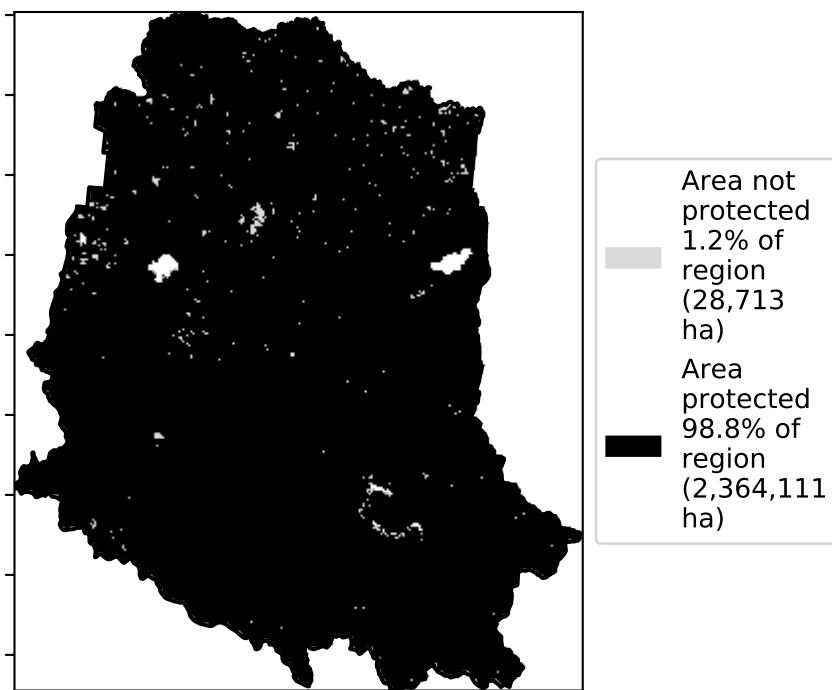 Area not
protected
1.2% of
region
(28,713
ha)
Area
protected
98.8% of
region
(2,364,111
ha)